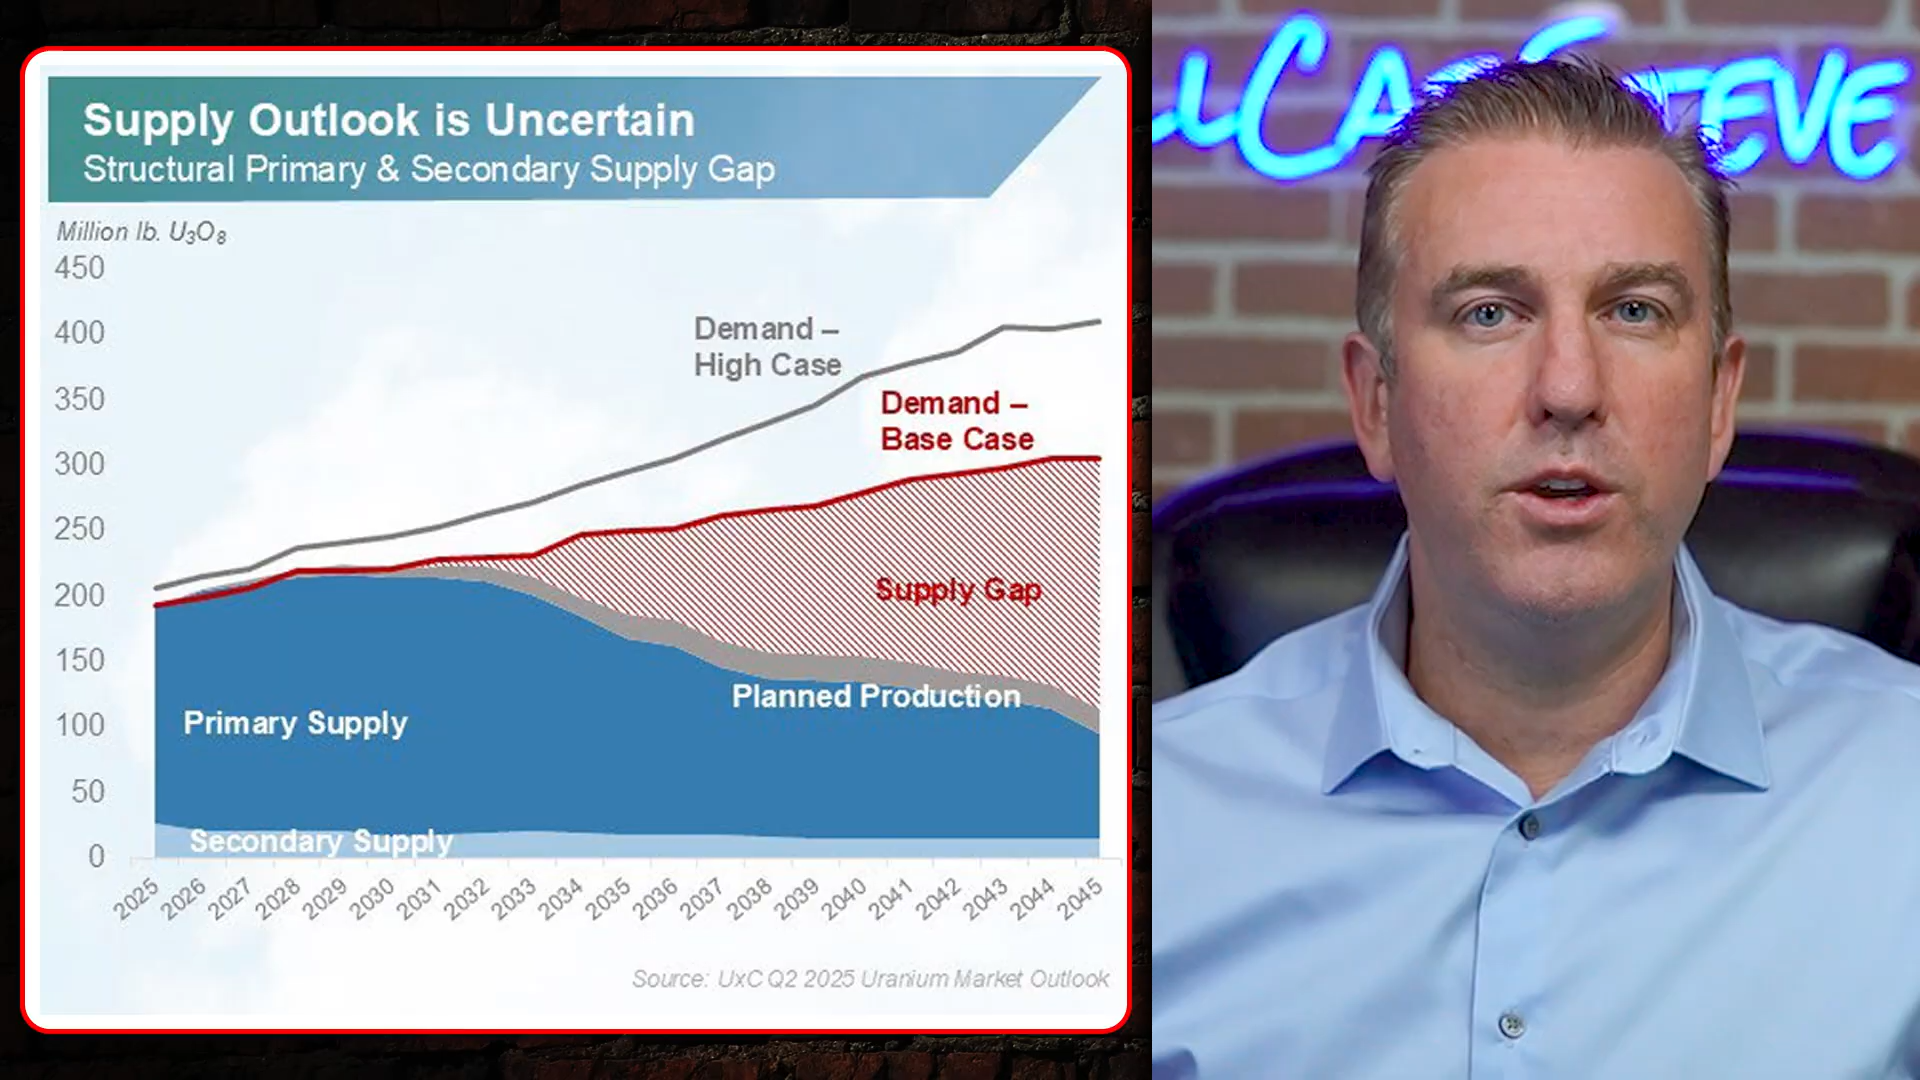 Supply Outlook is Uncertain
Structural Primary & Secondary Supply Gap
Million lb. U₃O₈
450
400
350
300
250
200
150
100
50
0
Demand –
High Case
Demand –
Base Case
Supply Gap
Planned Production
Primary Supply
Secondary Supply
2025 2026 2027 2028 2029 2030 2031 2032 2033 2034 2035 2036 2037 2038 2039 2040 2041 2042 2043 2044 2045
Source: UxC Q2 2025 Uranium Market Outlook